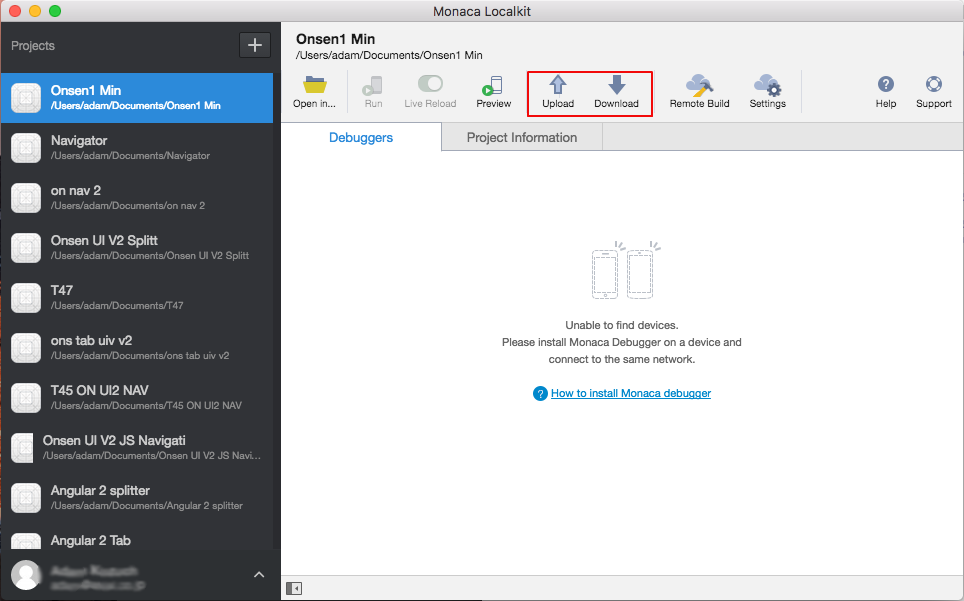 Monaca Localkit
Projects
Onsen1 Min
/Users/adam/Documents/Onsen1 Min
Navigator
/Users/adam/Documents/Navigator
on nav 2
/Users/adam/Documents/on nav 2
Onsen UI V2 Splitt
/Users/adam/Documents/Onsen UI V2 Splitt
T47
/Users/adam/Documents/T47
ons tab uiv v2
/Users/adam/Documents/ons tab uiv v2
T45 ON UI2 NAV
/Users/adam/Documents/T45 ON UI2 NAV
Onsen UI V2 JS Navigati
/Users/adam/Documents/Onsen UI V2 JS Navi...
Angular 2 splitter
/Users/adam/Documents/Angular 2 splitter
Angular 2 Tab
Onsen1 Min
/Users/adam/Documents/Onsen1 Min
Open in... Run Live Reload Preview Upload Download Remote Build Settings Help Support
Debuggers Project Information
Unable to find devices.
Please install Monaca Debugger on a device and
connect to the same network.
? How to install Monaca debugger